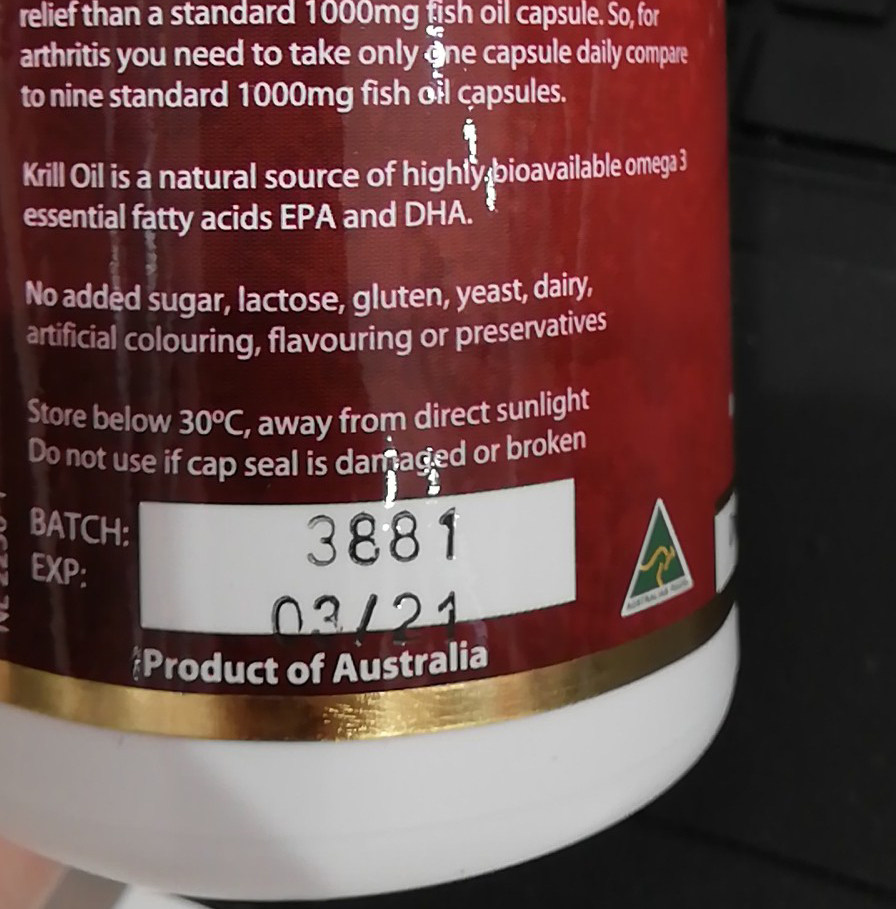 relief than a standard 1000mg fish oil capsule. So, for
arthritis you need to take only one capsule daily compare
to nine standard 1000mg fish oil capsules.
Krill Oil is a natural source of highly bioavailable omega 3
essential fatty acids EPA and DHA.
No added sugar, lactose, gluten, yeast, dairy,
artificial colouring, flavouring or preservatives
Store below 30ºC, away from direct sunlight
Do not use if cap seal is damaged or broken
BATCH: 3881
EXP: 03/21
Product of Australia